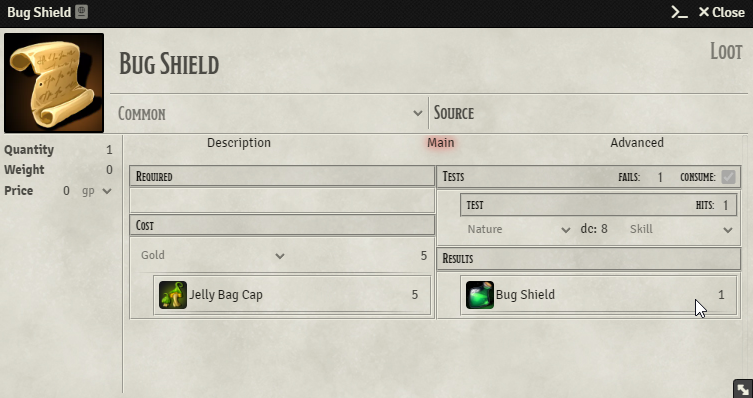 Bug Shield
Close
Bug Shield
Loot
Common
Source
Quantity 1
Weight 0
Price 0 gp
Description Main Advanced
Required
Cost
Gold 5
Jelly Bag Cap 5
Tests FAILS: 1 CONSUME:
TEST HITS: 1
Nature dc: 8 Skill
Results
Bug Shield 1